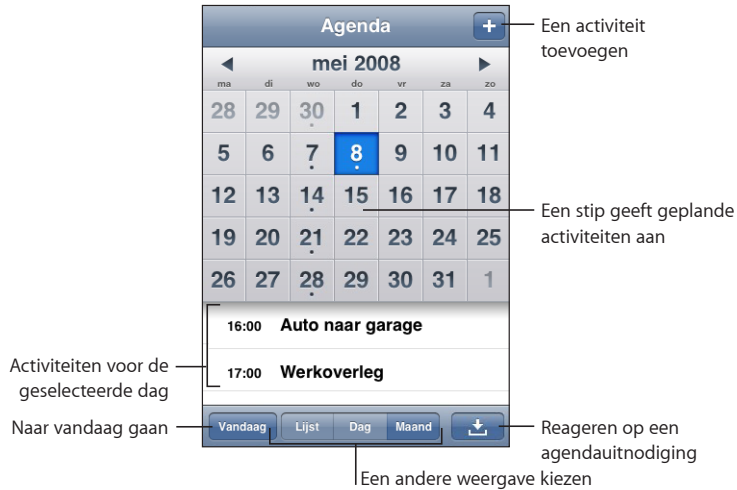 Agenda
+
Een activiteit
toevoegen
mei 2008
ma di wo do vr za zo
28 29 30 1 2 3 4
5 6 7 8 9 10 11
12 13 14 15 16 17 18
Een stip geeft geplande
activiteiten aan
19 20 21 22 23 24 25
26 27 28 29 30 31 1
16:00 Auto naar garage
17:00 Werkoverleg
Activiteiten voor de
geselecteerde dag
Naar vandaag gaan
Vandaag Lijst Dag Maand
Reageren op een
agendauitnodiging
Een andere weergave kiezen